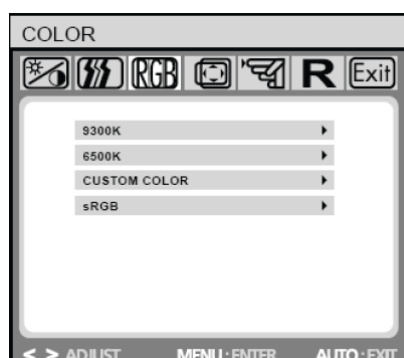 COLOR
RGB R Exit
9300K
6500K
CUSTOM COLOR
sRGB
< > ADJUST MENU : ENTER AUTO : EXIT